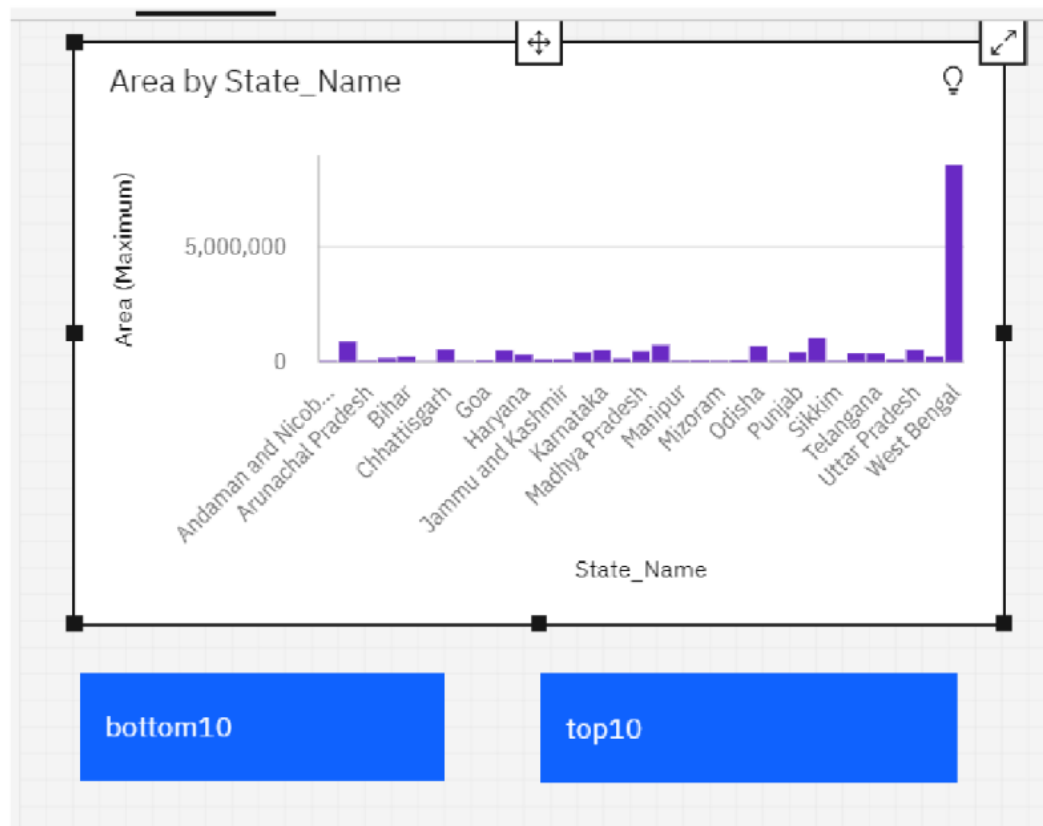 Area by State_Name
Area (Maximum)
5,000,000
0
Andaman and Nicob...
Arunachal Pradesh
Bihar
Chhattisgarh
Goa
Haryana
Jammu and Kashmir
Karnataka
Madhya Pradesh
Manipur
Mizoram
Odisha
Punjab
Sikkim
Telangana
Uttar Pradesh
West Bengal
State_Name
bottom10
top10